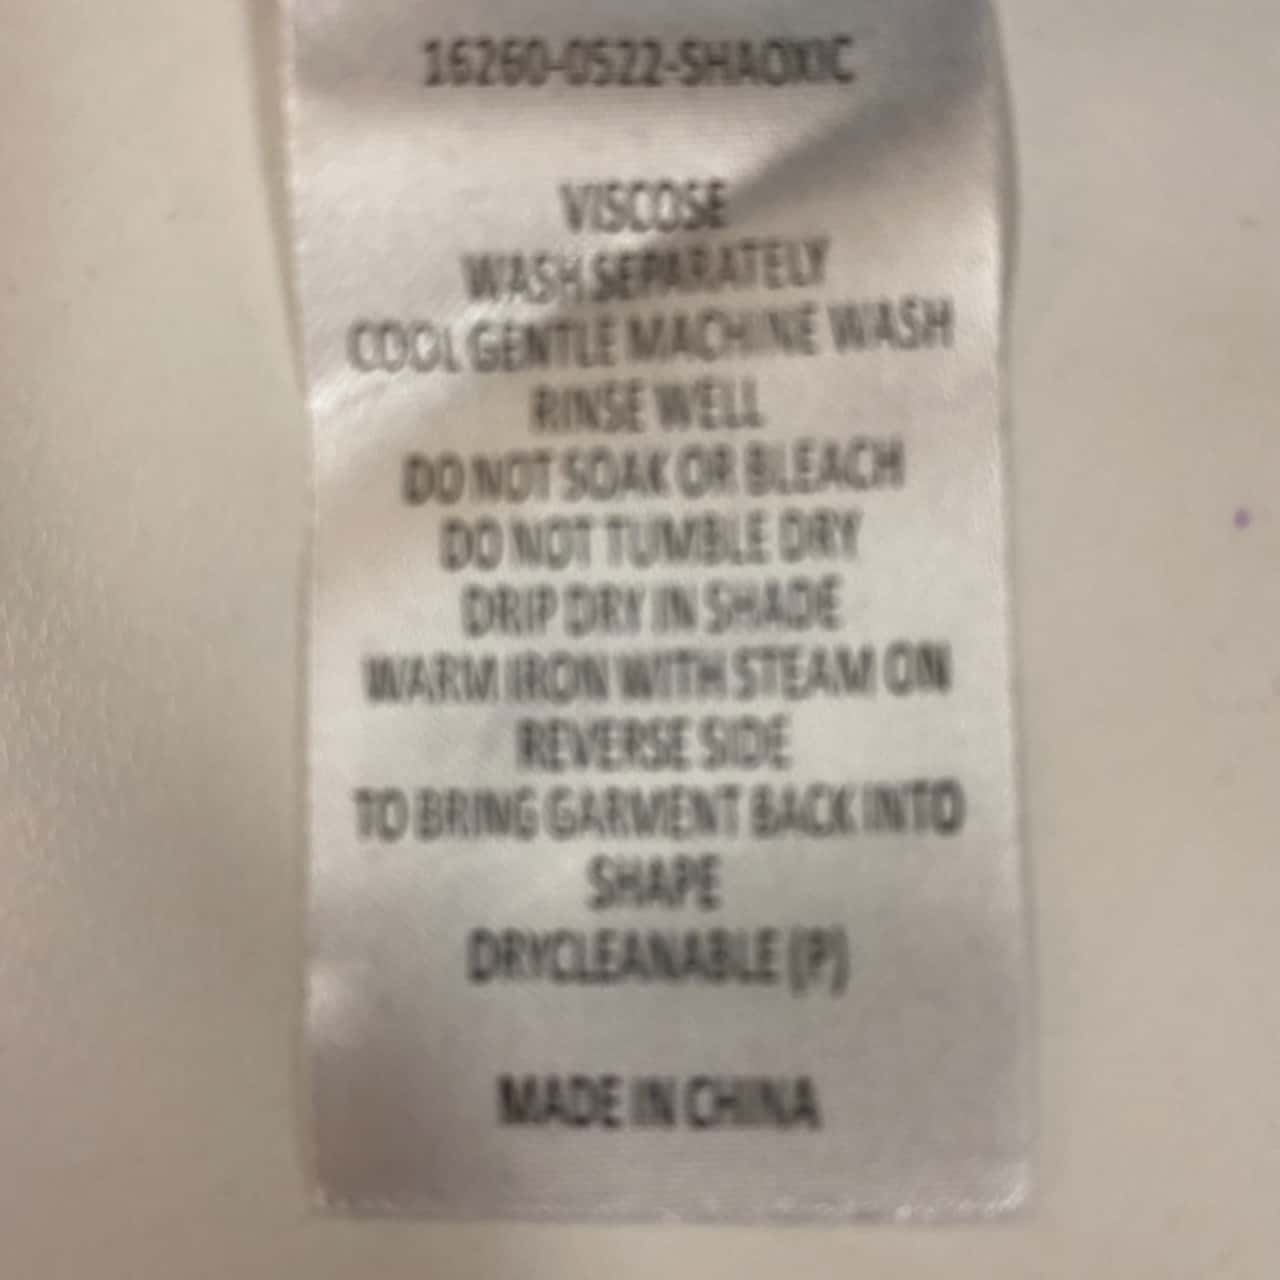 16260-0522-SHAOXIC
VISCOSE
WASH SEPARATELY
COOL GENTLE MACHINE WASH
RINSE WELL
DO NOT SOAK OR BLEACH
DO NOT TUMBLE DRY
DRIP DRY IN SHADE
WARM IRON WITH STEAM ON
REVERSE SIDE
TO BRING GARMENT BACK INTO
SHAPE
DRYCLEANABLE (P)
MADE IN CHINA